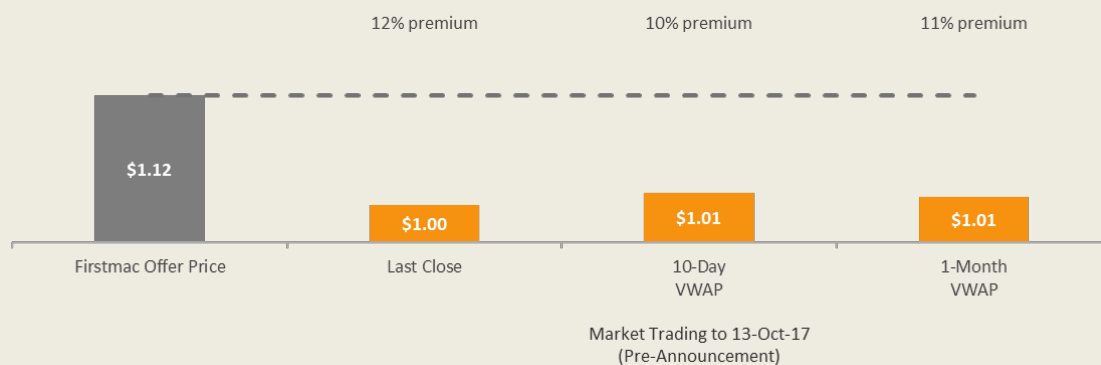 12% premium
10% premium
11% premium
$1.12
$1.00
$1.01
$1.01
Firstmac Offer Price
Last Close
10-Day
VWAP
1-Month
VWAP
Market Trading to 13-Oct-17
(Pre-Announcement)